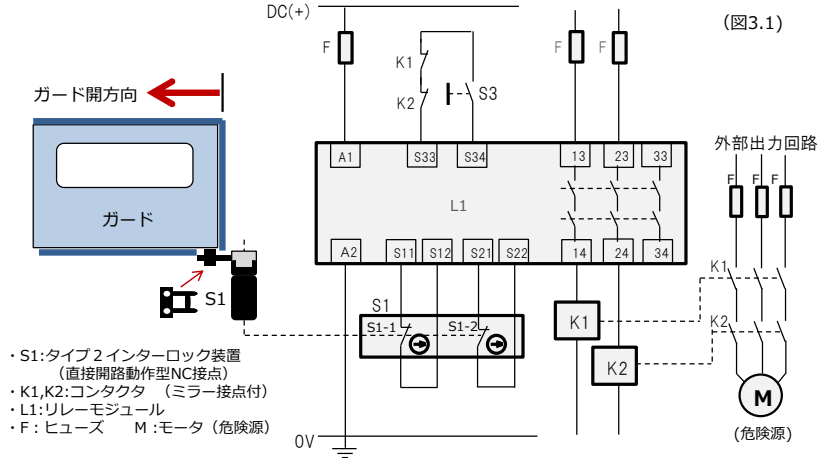 DC(+)
(図3.1)
F
K1
K2
S3
F
F
ガード開方向
ガード
S1
A1
S33
S34
13
23
33
L1
A2
S11
S12
S21
S22
14
24
34
外部出力回路
F
F
F
K1
K2
M
(危険源)
S1
S1-1
S1-2
K1
K2
0V
・S1:タイプ2インターロック装置
(直接開路動作型NC接点)
・K1,K2:コンタクタ (ミラー接点付)
・L1:リレーモジュール
・F：ヒューズ M：モータ（危険源）